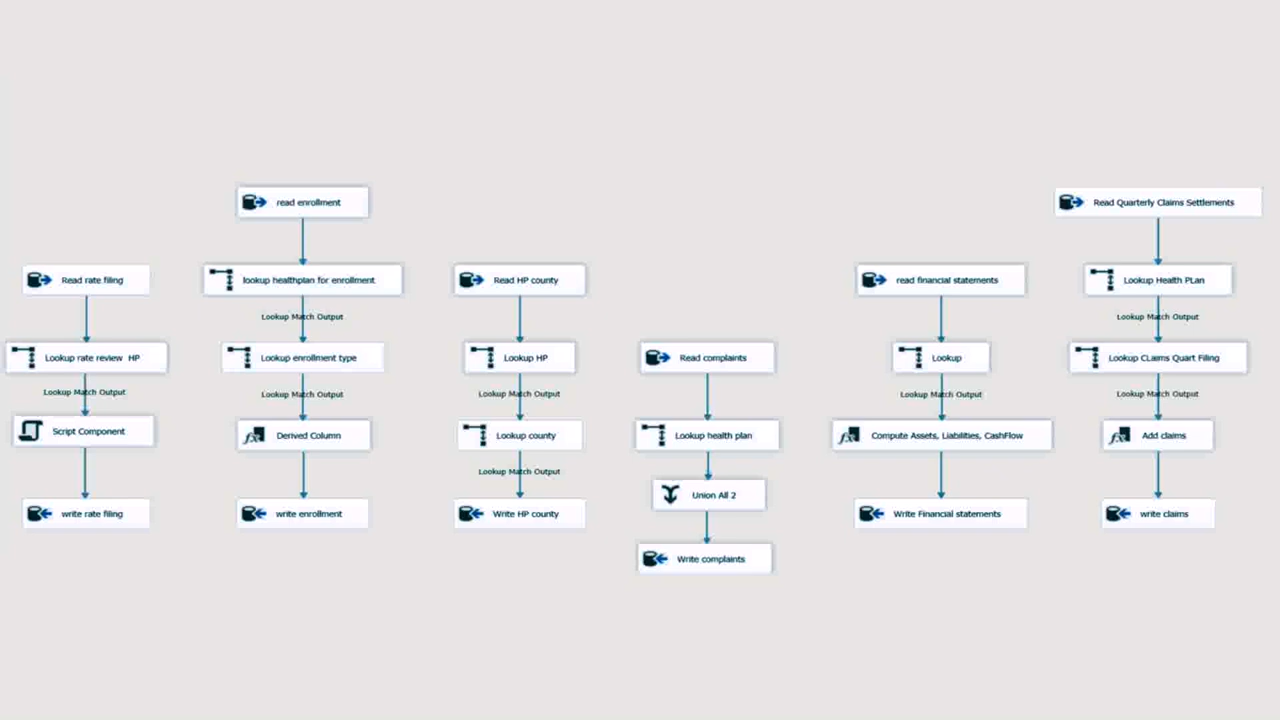 Read rate filing
Lookup rate review HP
Lookup Match Output
Script Component
write rate filing
read enrollment
lookup healthplan for enrollment
Lookup Match Output
Lookup enrollment type
Lookup Match Output
Derived Column
write enrollment
Read HP county
Lookup HP
Lookup Match Output
Lookup county
Lookup Match Output
Write HP county
Read complaints
Lookup health plan
Union All 2
Write complaints
read financial statements
Lookup
Lookup Match Output
Compute Assets, Liabilities, CashFlow
Write Financial statements
Read Quarterly Claims Settlements
Lookup Health PLan
Lookup Match Output
Lookup CLaims Quart Filing
Lookup Match Output
Add claims
write claims